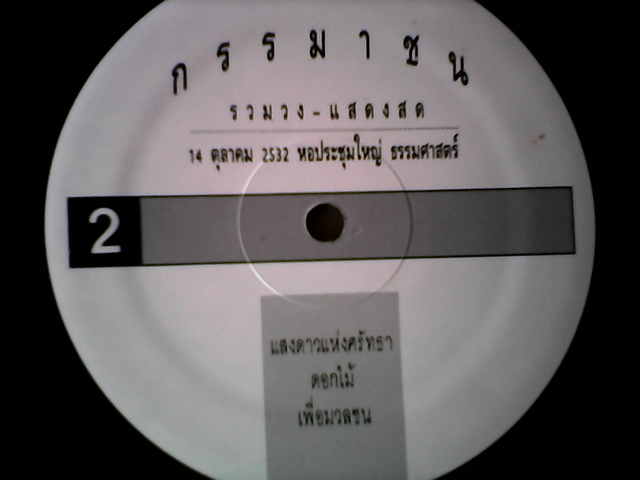 กรรมาชน
รวมวง-แสดงสด
14 ตุลาคม 2532 หอประชุมใหญ่ ธรรมศาสตร์
2
แสงดาวแห่งศรัทธา
ดอกไม้
เพื่อมวลชน